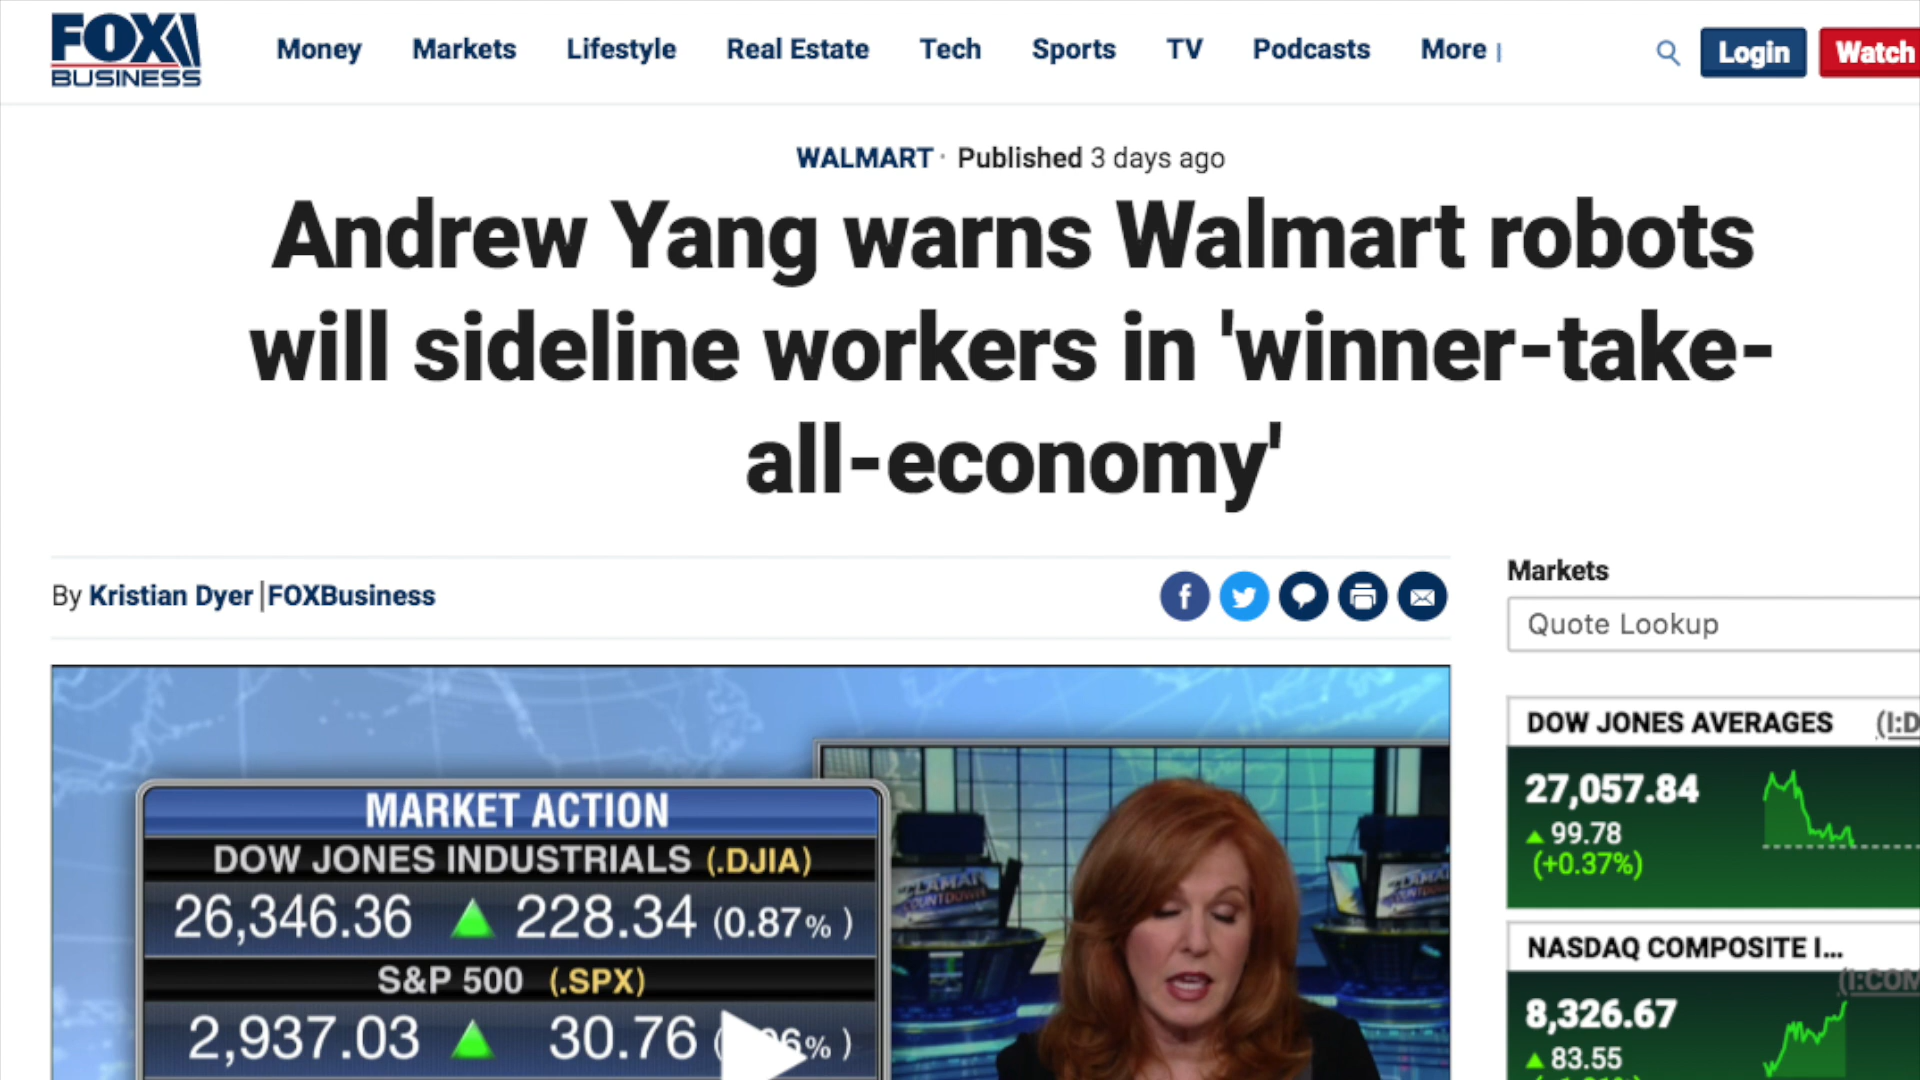 FOX BUSINESS
Money Markets Lifestyle Real Estate Tech Sports TV Podcasts More Login Watch
WALMART · Published 3 days ago
Andrew Yang warns Walmart robots
will sideline workers in 'winner-take-
all-economy'
By Kristian Dyer | FOXBusiness
Markets
Quote Lookup
MARKET ACTION
DOW JONES INDUSTRIALS (.DJIA)
26,346.36 ▲ 228.34 (0.87%)
S&P 500 (.SPX)
2,937.03 ▲ 30.76
DOW JONES AVERAGES (I:D
27,057.84
▲ 99.78
(+0.37%)
NASDAQ COMPOSITE I...
(I:COM
8,326.67
▲ 83.55